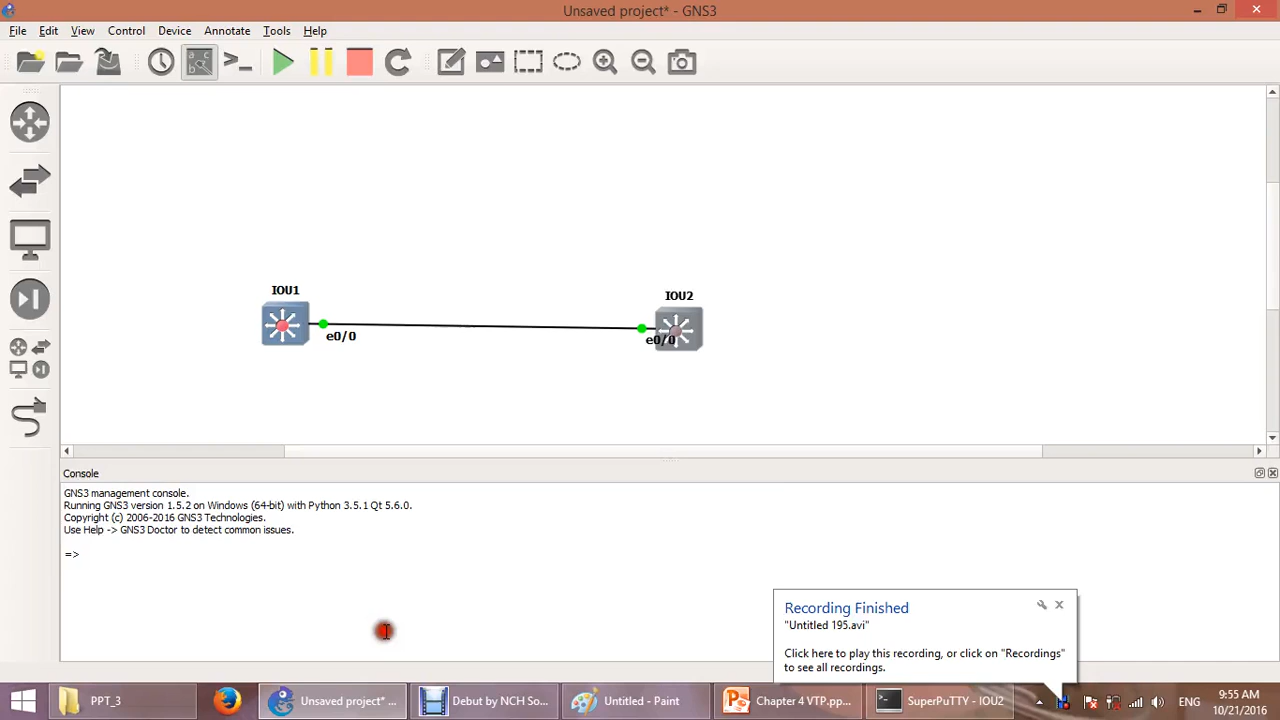 Unsaved project* - GNS3
File Edit View Control Device Annotate Tools Help
IOU1
IOU2
e0/0
e0/0
Console
GNS3 management console.
Running GNS3 version 1.5.2 on Windows (64-bit) with Python 3.5.1 Qt 5.6.0.
Copyright (c) 2006-2016 GNS3 Technologies.
Use Help -> GNS3 Doctor to detect common issues.
=>
Recording Finished
"Untitled 195.avi"
Click here to play this recording, or click on "Recordings"
to see all recordings.
PPT_3
Unsaved project* ...
Debut by NCH So...
Untitled - Paint
Chapter 4 VTP.pp...
SuperPuTTY - IOU2
ENG
9:55 AM
10/21/2016